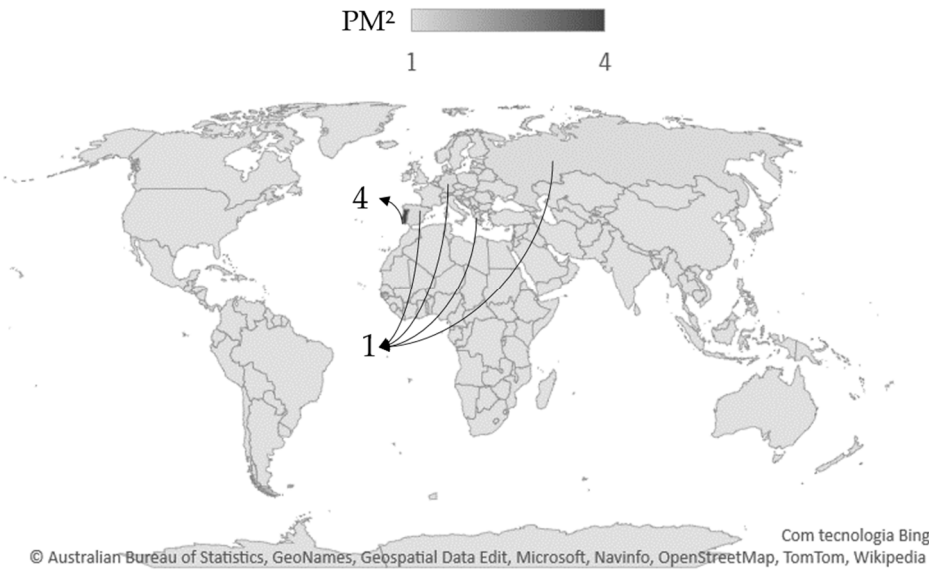 PM²
1 4
4
1
Com tecnologia Bing
© Australian Bureau of Statistics, GeoNames, Geospatial Data Edit, Microsoft, Navinfo, OpenStreetMap, TomTom, Wikipedia